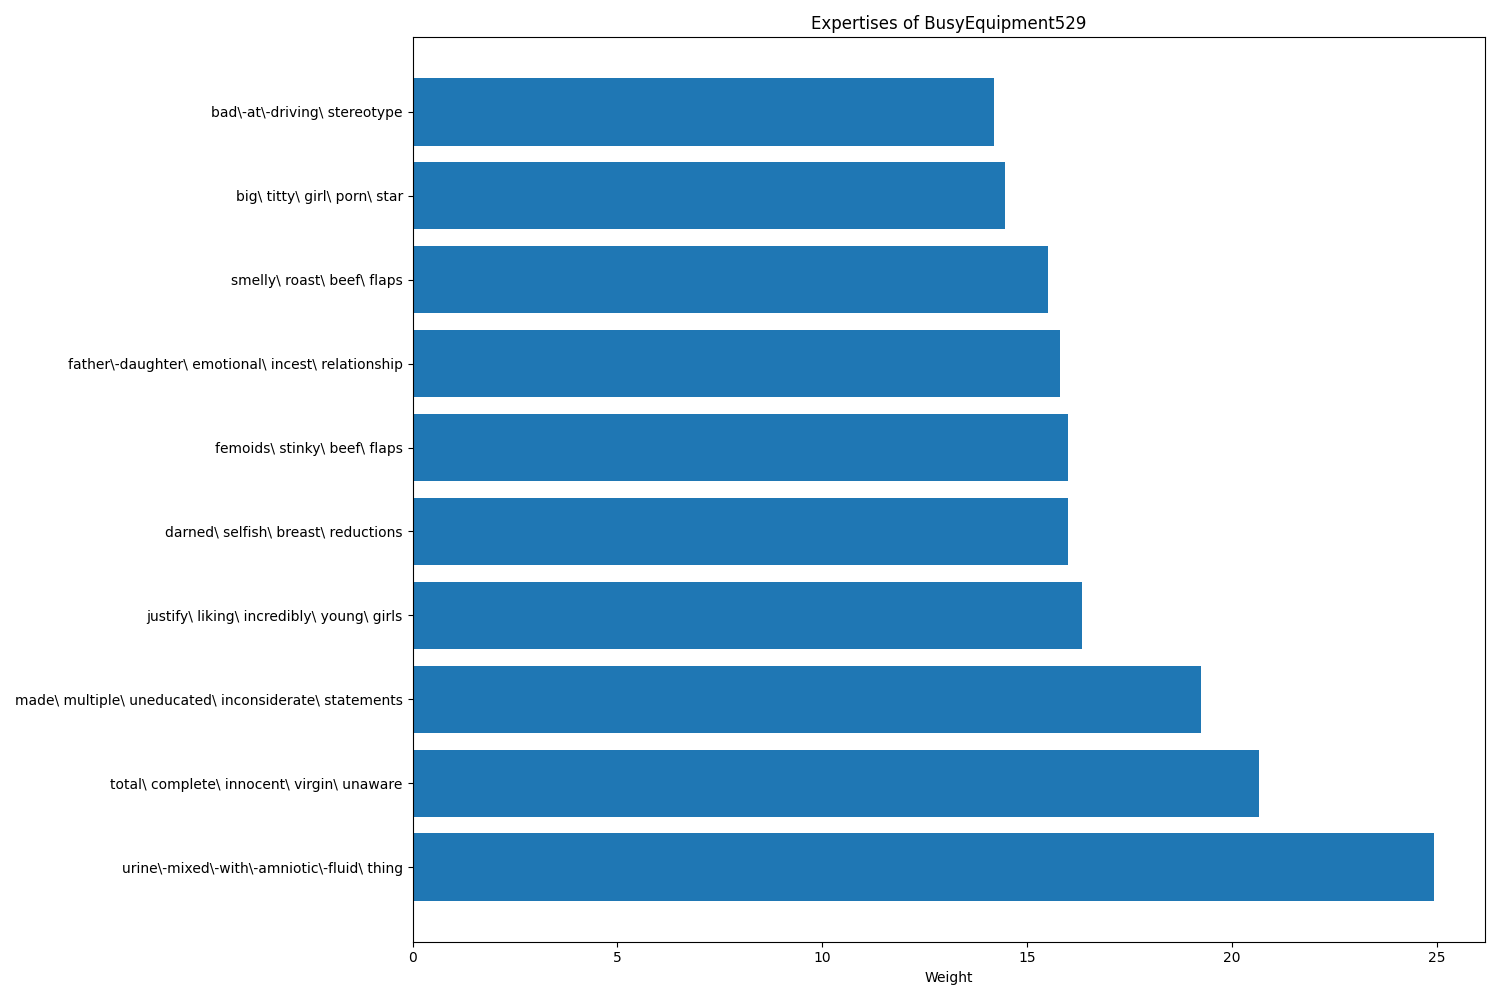 Expertises of BusyEquipment529
bad\-at\-driving\ stereotype
big\ titty\ girl\ porn\ star
smelly\ roast\ beef\ flaps
father\-daughter\ emotional\ incest\ relationship
femoids\ stinky\ beef\ flaps
darned\ selfish\ breast\ reductions
justify\ liking\ incredibly\ young\ girls
made\ multiple\ uneducated\ inconsiderate\ statements
total\ complete\ innocent\ virgin\ unaware
urine\-mixed\-with\-amniotic\-fluid\ thing
0 5 10 15 20 25
Weight